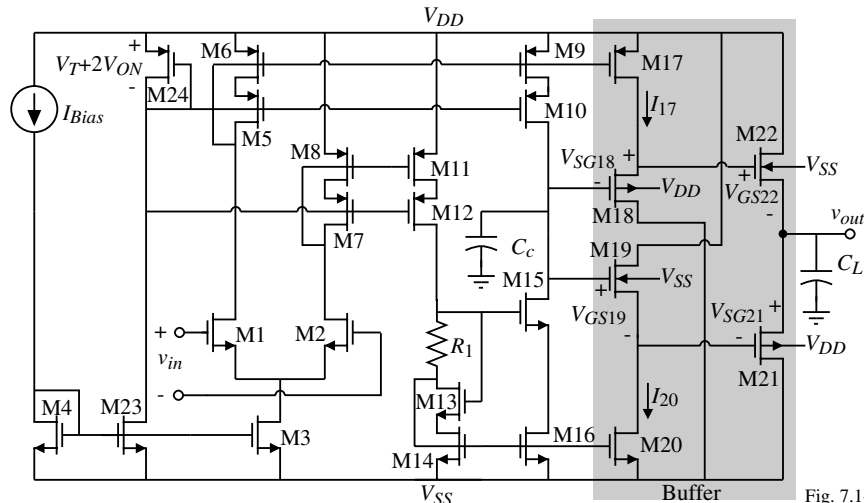 V_DD
+
V_T+2V_ON
-
M24
M6
M5
M9
M10
M17
I_17
I_Bias
M8
M7
M11
M12
M22
V_SG18
+
-
V_DD
M18
+
V_GS22
-
V_SS
v_out
C_c
C_L
M15
M19
V_SS
+
V_GS19
-
+
V_SG21
-
V_DD
M21
+
v_in
-
M1
M2
R_1
M13
I_20
M4
M23
M3
M14
M16
M20
V_SS
Buffer
Fig. 7.1